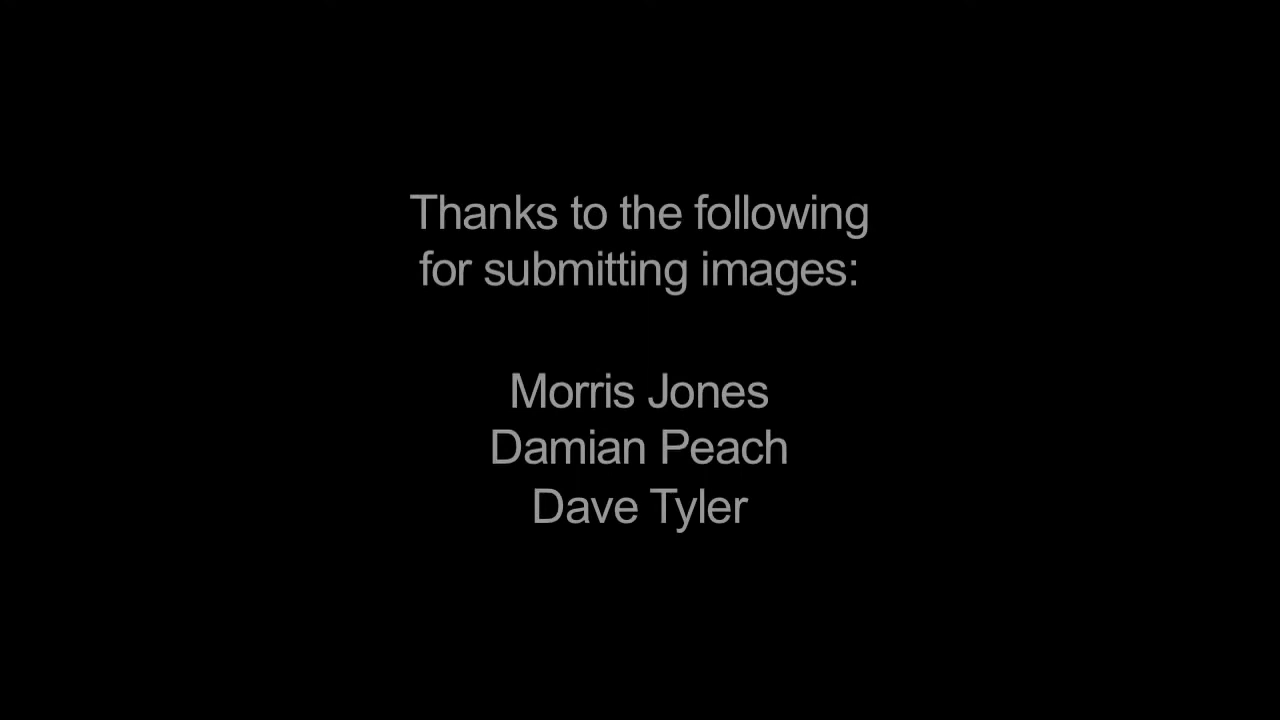 Thanks to the following
for submitting images:
Morris Jones
Damian Peach
Dave Tyler